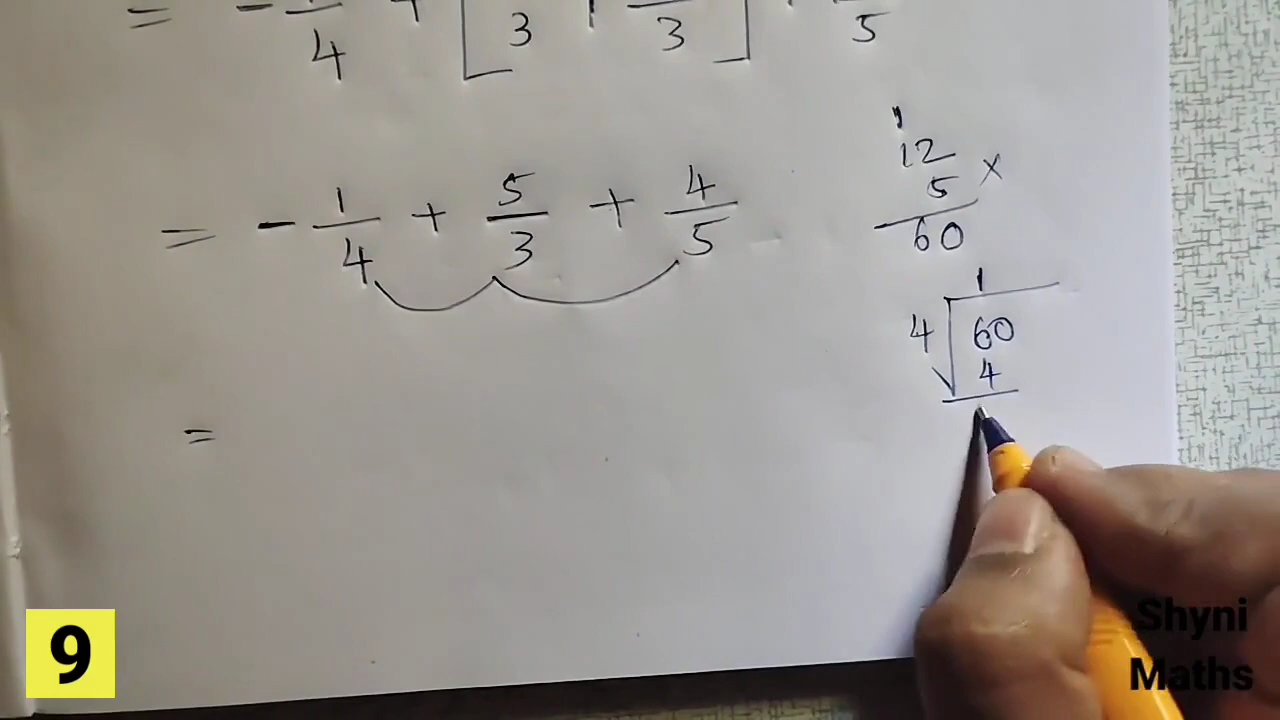 = - 1/4 + [ /3 + /3 ] + /5
= - 1/4 + 5/3 + 4/5
1
12
5 ×
60
1
4 60
4
=
9
Shyni
Maths